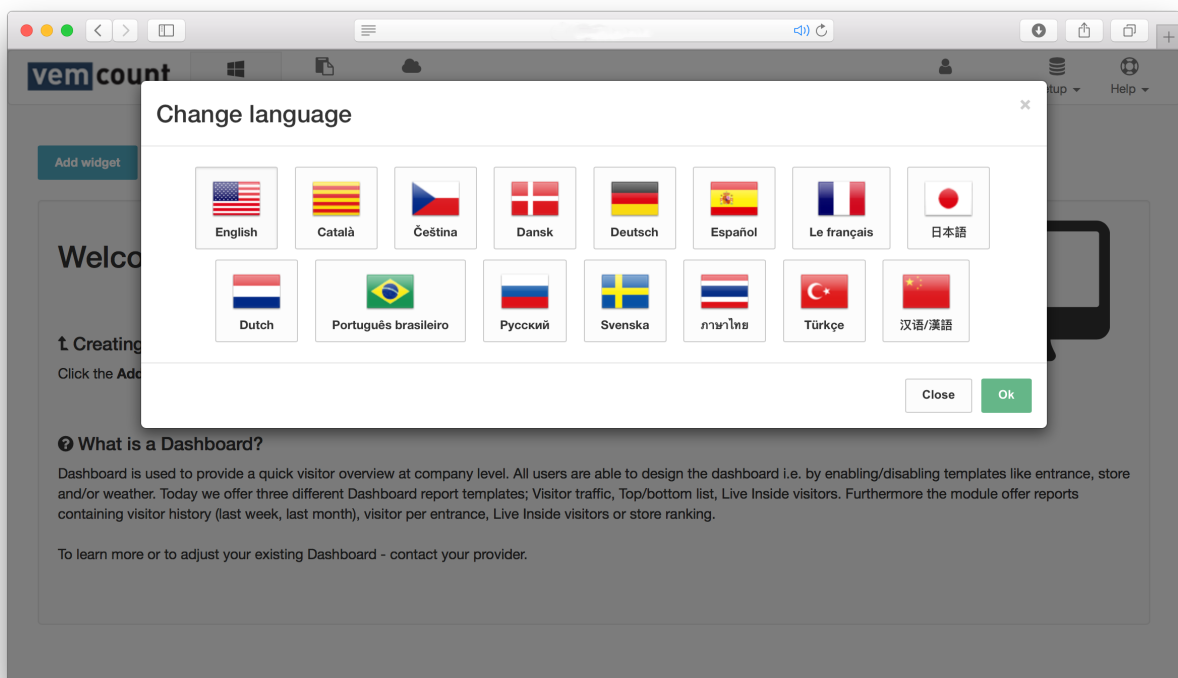 vemcount
tup
Help
Change language
×
Add widget
English
Català
Čeština
Dansk
Deutsch
Español
Le français
日本語
Welco
Dutch
Português brasileiro
Русский
Svenska
ภาษาไทย
Türkçe
汉语/漢語
Creating
Click the Add
Close
Ok
What is a Dashboard?
Dashboard is used to provide a quick visitor overview at company level. All users are able to design the dashboard i.e. by enabling/disabling templates like entrance, store
and/or weather. Today we offer three different Dashboard report templates; Visitor traffic, Top/bottom list, Live Inside visitors. Furthermore the module offer reports
containing visitor history (last week, last month), visitor per entrance, Live Inside visitors or store ranking.
To learn more or to adjust your existing Dashboard - contact your provider.